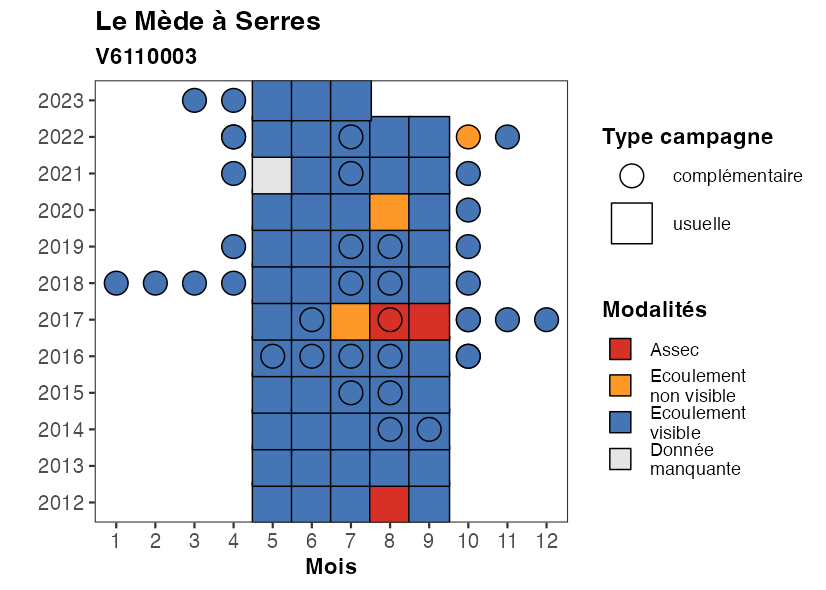 Le Mède à Serres
V6110003
2023
2022
2021
2020
2019
2018
2017
2016
2015
2014
2013
2012
1 2 3 4 5 6 7 8 9 10 11 12
Mois
Type campagne
complémentaire
usuelle
Modalités
Assec
Ecoulement
non visible
Ecoulement
visible
Donnée
manquante